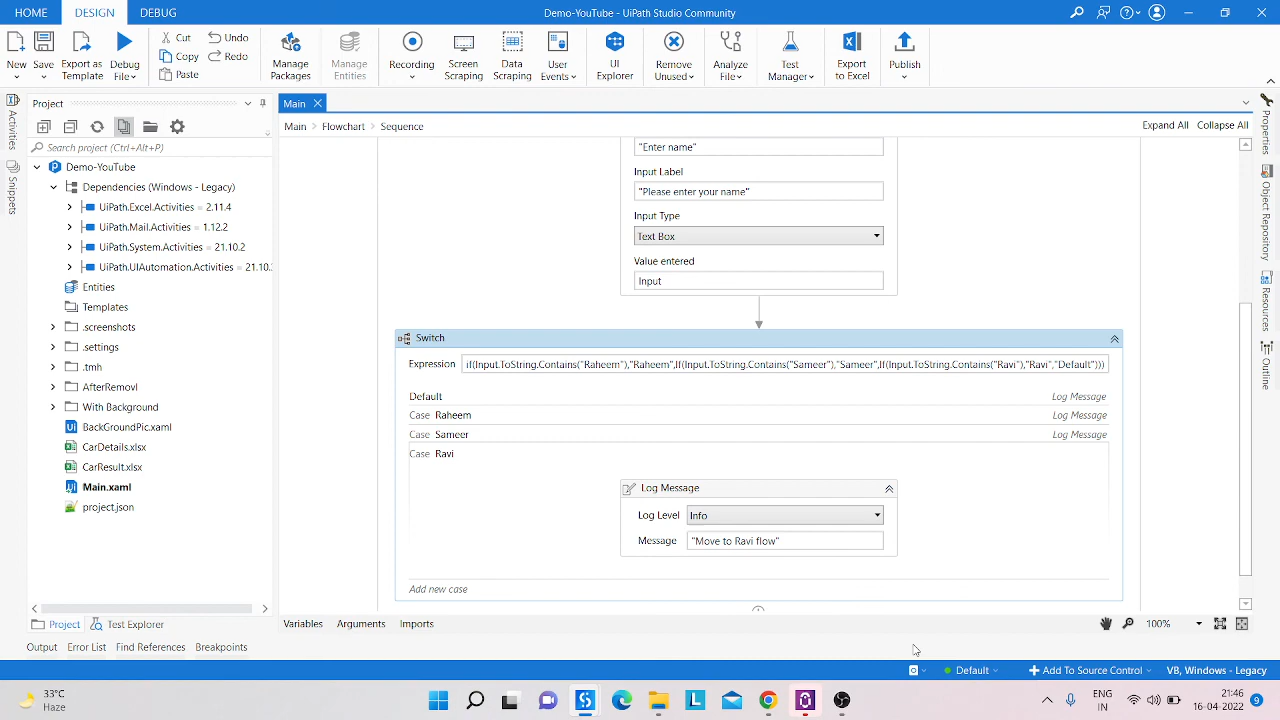 HOME DESIGN DEBUG Demo-YouTube - UiPath Studio Community
New Save Export as Template Debug File Cut Copy Paste Undo Redo Manage Packages Manage Entities Recording Screen Scraping Data Scraping User Events UI Explorer Remove Unused Analyze File Test Manager Export to Excel Publish
Project
Main
Main > Flowchart > Sequence
Expand All Collapse All
Search project (Ctrl+Alt+P)
Demo-YouTube
Dependencies (Windows - Legacy)
UiPath.Excel.Activities = 2.11.4
UiPath.Mail.Activities = 1.12.2
UiPath.System.Activities = 21.10.2
UiPath.UIAutomation.Activities = 21.10.
Entities
Templates
.screenshots
.settings
.tmh
AfterRemovl
With Background
BackGroundPic.xaml
CarDetails.xlsx
CarResult.xlsx
Main.xaml
project.json
Activities
Snippets
"Enter name"
Input Label
"Please enter your name"
Input Type
Text Box
Value entered
Input
Switch
Expression if(Input.ToString.Contains("Raheem"),"Raheem",If(Input.ToString.Contains("Sameer"),"Sameer",If(Input.ToString.Contains("Ravi"),"Ravi","Default")))
Default Log Message
Case Raheem Log Message
Case Sameer Log Message
Case Ravi
Log Message
Log Level Info
Message "Move to Ravi flow"
Add new case
Properties
Object Repository
Resources
Outline
Project Test Explorer
Variables Arguments Imports 100%
Output Error List Find References Breakpoints
Default Add To Source Control VB, Windows - Legacy
33°C
Haze
ENG
IN
21:46
16-04-2022
9